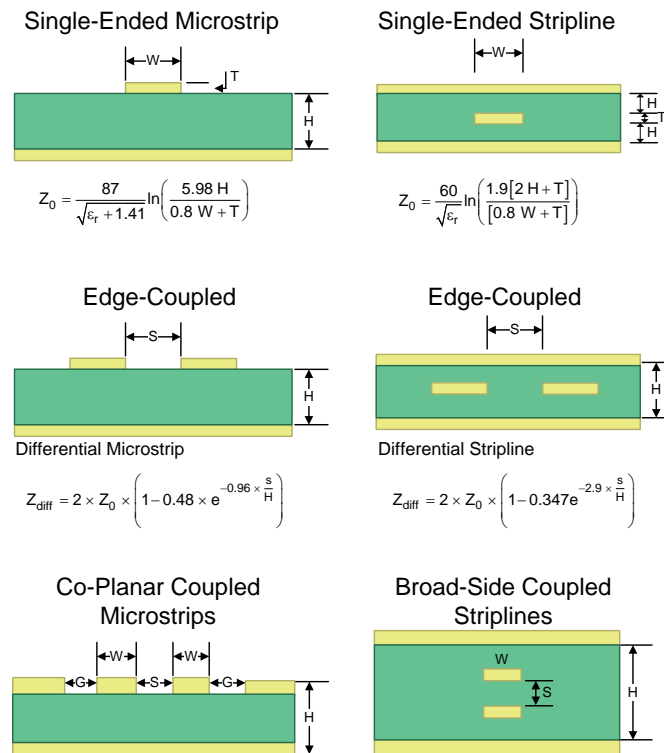 Single-Ended Microstrip
W
T
H
Z₀ = 87 / √(εᵣ + 1.41) ln(5.98 H / 0.8 W + T)
Single-Ended Stripline
W
H
T
H
Z₀ = 60 / √εᵣ ln(1.9[2 H + T] / [0.8 W + T])
Edge-Coupled
S
H
Differential Microstrip
Z_diff = 2 × Z₀ × (1 − 0.48 × e^(−0.96 × s/H))
Edge-Coupled
S
H
Differential Stripline
Z_diff = 2 × Z₀ × (1 − 0.347e^(−2.9 × s/H))
Co-Planar Coupled
Microstrips
W W
G S G
H
Broad-Side Coupled
Striplines
W
S
H